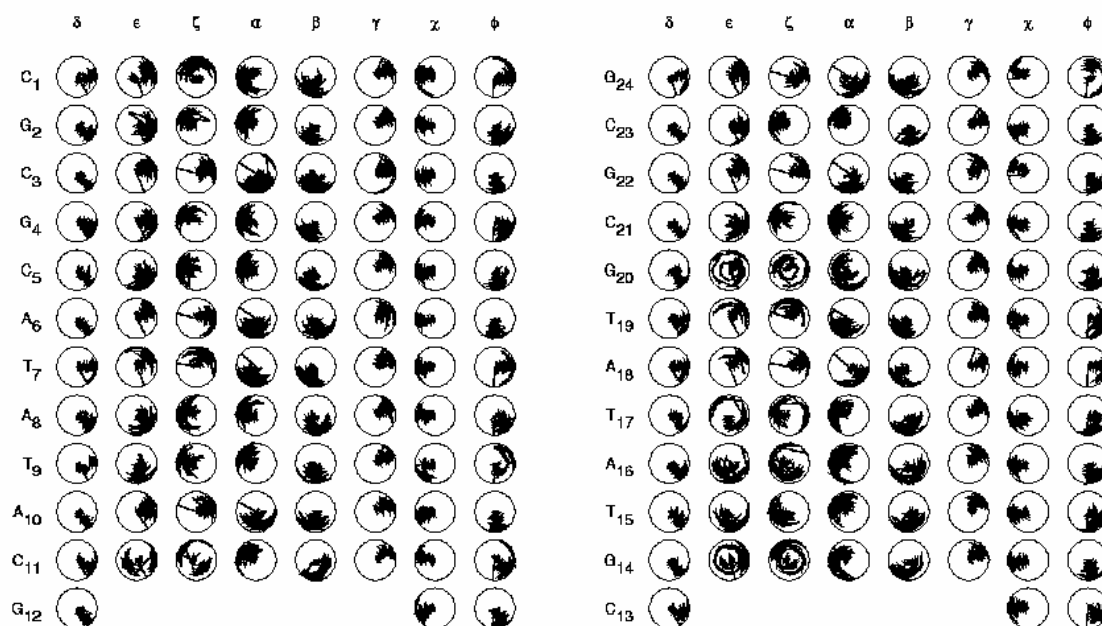 δ ε ζ α β γ χ ϕ δ ε ζ α β γ χ ϕ
C1 G24
G2 C23
C3 G22
G4 C21
C5 G20
A6 T19
T7 A18
A8 T17
T9 A16
A10 T15
C11 G14
G12 C13